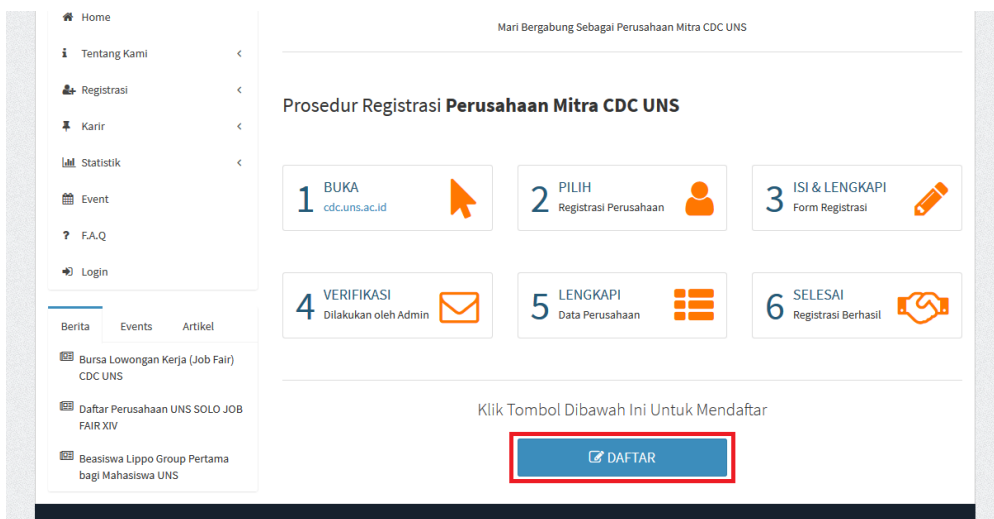 Home
Tentang Kami
Registrasi
Karir
Statistik
Event
F.A.Q
Login
Berita Events Artikel
Bursa Lowongan Kerja (Job Fair)
CDC UNS
Daftar Perusahaan UNS SOLO JOB
FAIR XIV
Beasiswa Lippo Group Pertama
bagi Mahasiswa UNS
Mari Bergabung Sebagai Perusahaan Mitra CDC UNS
Prosedur Registrasi Perusahaan Mitra CDC UNS
1 BUKA
cdc.uns.ac.id
2 PILIH
Registrasi Perusahaan
3 ISI & LENGKAPI
Form Registrasi
4 VERIFIKASI
Dilakukan oleh Admin
5 LENGKAPI
Data Perusahaan
6 SELESAI
Registrasi Berhasil
Klik Tombol Dibawah Ini Untuk Mendaftar
DAFTAR